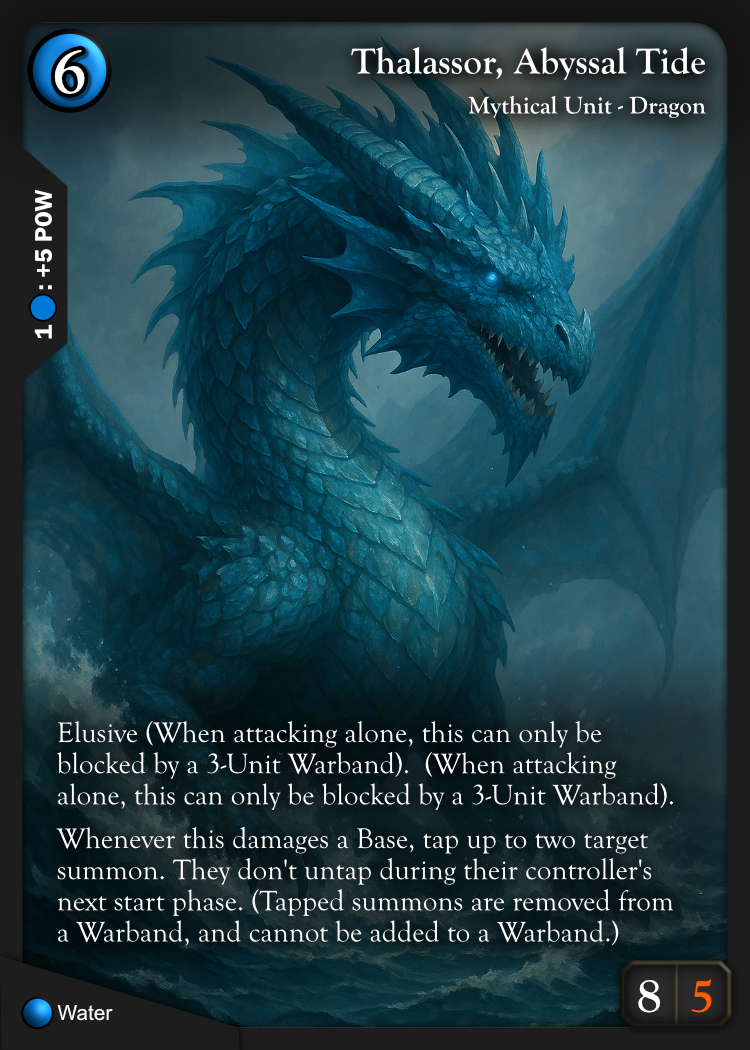 6
Thalassor, Abyssal Tide
Mythical Unit - Dragon
1 : +5 POW
Elusive (When attacking alone, this can only be
blocked by a 3-Unit Warband).  (When attacking
alone, this can only be blocked by a 3-Unit Warband).
Whenever this damages a Base, tap up to two target
summon. They don't untap during their controller's
next start phase. (Tapped summons are removed from
a Warband, and cannot be added to a Warband.)
8 5
Water